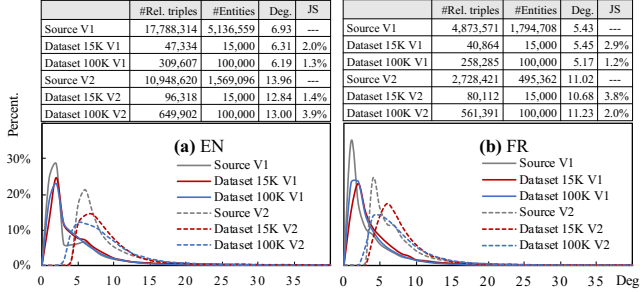 #Rel. triples #Entities Deg. JS
Source V1 17,788,314 5,136,559 6.93 ---
Dataset 15K V1 47,334 15,000 6.31 2.0%
Dataset 100K V1 309,607 100,000 6.19 1.3%
Source V2 10,948,620 1,569,096 13.96 ---
Dataset 15K V2 96,318 15,000 12.84 1.4%
Dataset 100K V2 649,902 100,000 13.00 3.9%
#Rel. triples #Entities Deg. JS
Source V1 4,873,571 1,794,708 5.43 ---
Dataset 15K V1 40,864 15,000 5.45 2.9%
Dataset 100K V1 258,285 100,000 5.17 1.2%
Source V2 2,728,421 495,362 11.02 ---
Dataset 15K V2 80,112 15,000 10.68 3.8%
Dataset 100K V2 561,391 100,000 11.23 2.0%
Percent.
30%
20%
10%
0%
(a) EN
Source V1
Dataset 15K V1
Dataset 100K V1
Source V2
Dataset 15K V2
Dataset 100K V2
0 5 10 15 20 25 30 35
(b) FR
Source V1
Dataset 15K V1
Dataset 100K V1
Source V2
Dataset 15K V2
Dataset 100K V2
0 5 10 15 20 25 30 35 Deg